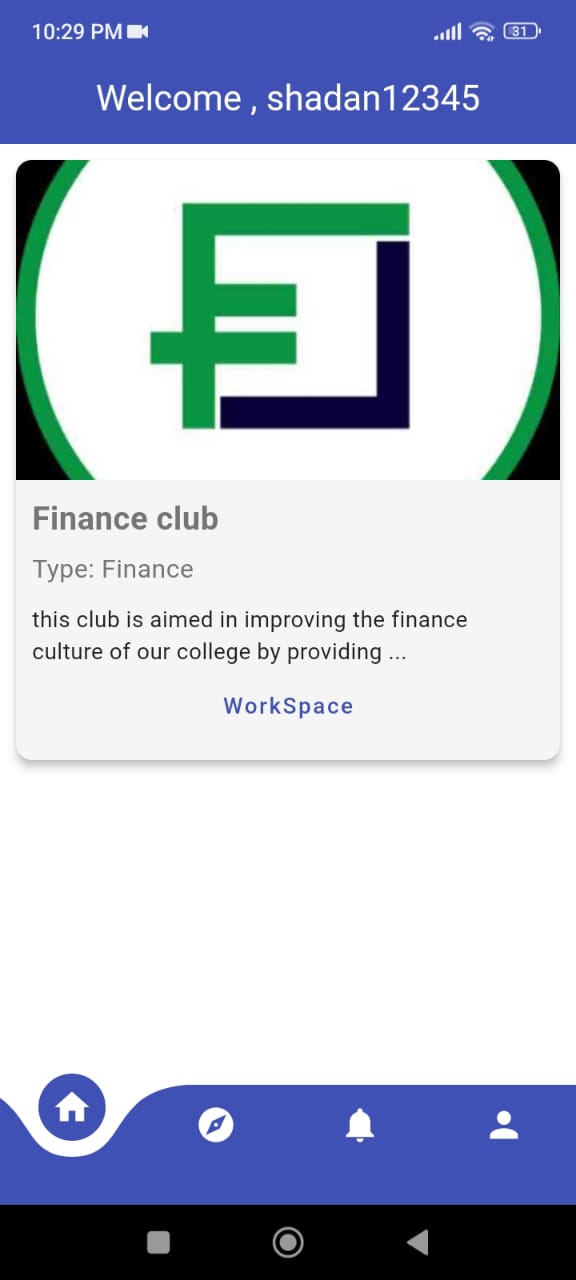 10:29 PM
31
Welcome , shadan12345
Finance club
Type: Finance
this club is aimed in improving the finance
culture of our college by providing ...
WorkSpace